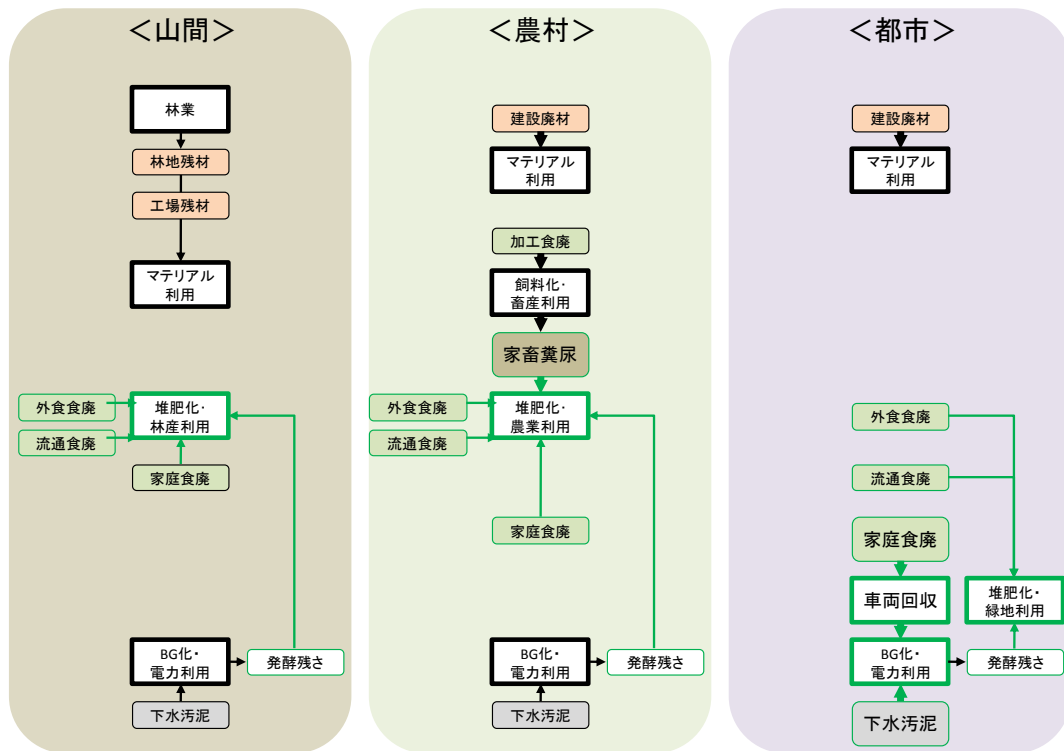 ＜山間＞
林業
林地残材
工場残材
マテリアル
利用
外食食廃
流通食廃
堆肥化・
林産利用
家庭食廃
BG化・
電力利用
発酵残さ
下水汚泥
＜農村＞
建設廃材
マテリアル
利用
加工食廃
飼料化・
畜産利用
家畜糞尿
外食食廃
流通食廃
堆肥化・
農業利用
家庭食廃
BG化・
電力利用
発酵残さ
下水汚泥
＜都市＞
建設廃材
マテリアル
利用
外食食廃
流通食廃
家庭食廃
車両回収
堆肥化・
緑地利用
BG化・
電力利用
発酵残さ
下水汚泥